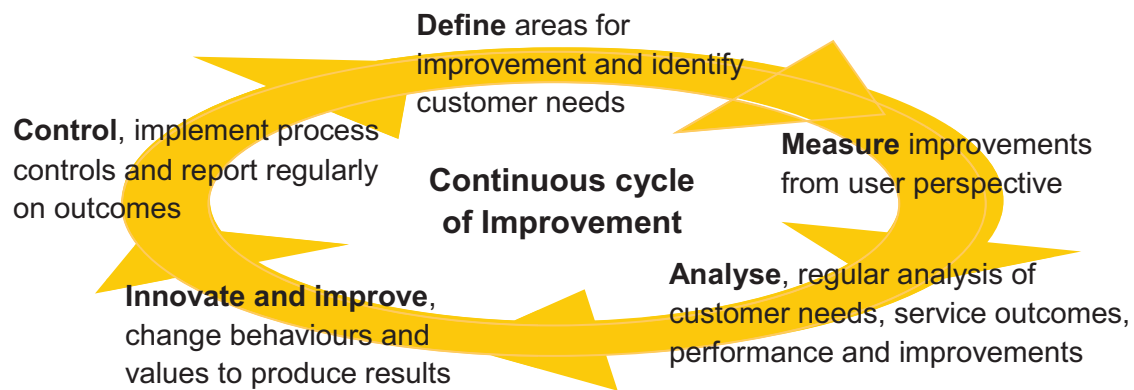 Define areas for
improvement and identify
customer needs
Measure improvements
from user perspective
Analyse, regular analysis of
customer needs, service outcomes,
performance and improvements
Innovate and improve,
change behaviours and
values to produce results
Control, implement process
controls and report regularly
on outcomes
Continuous cycle
of Improvement